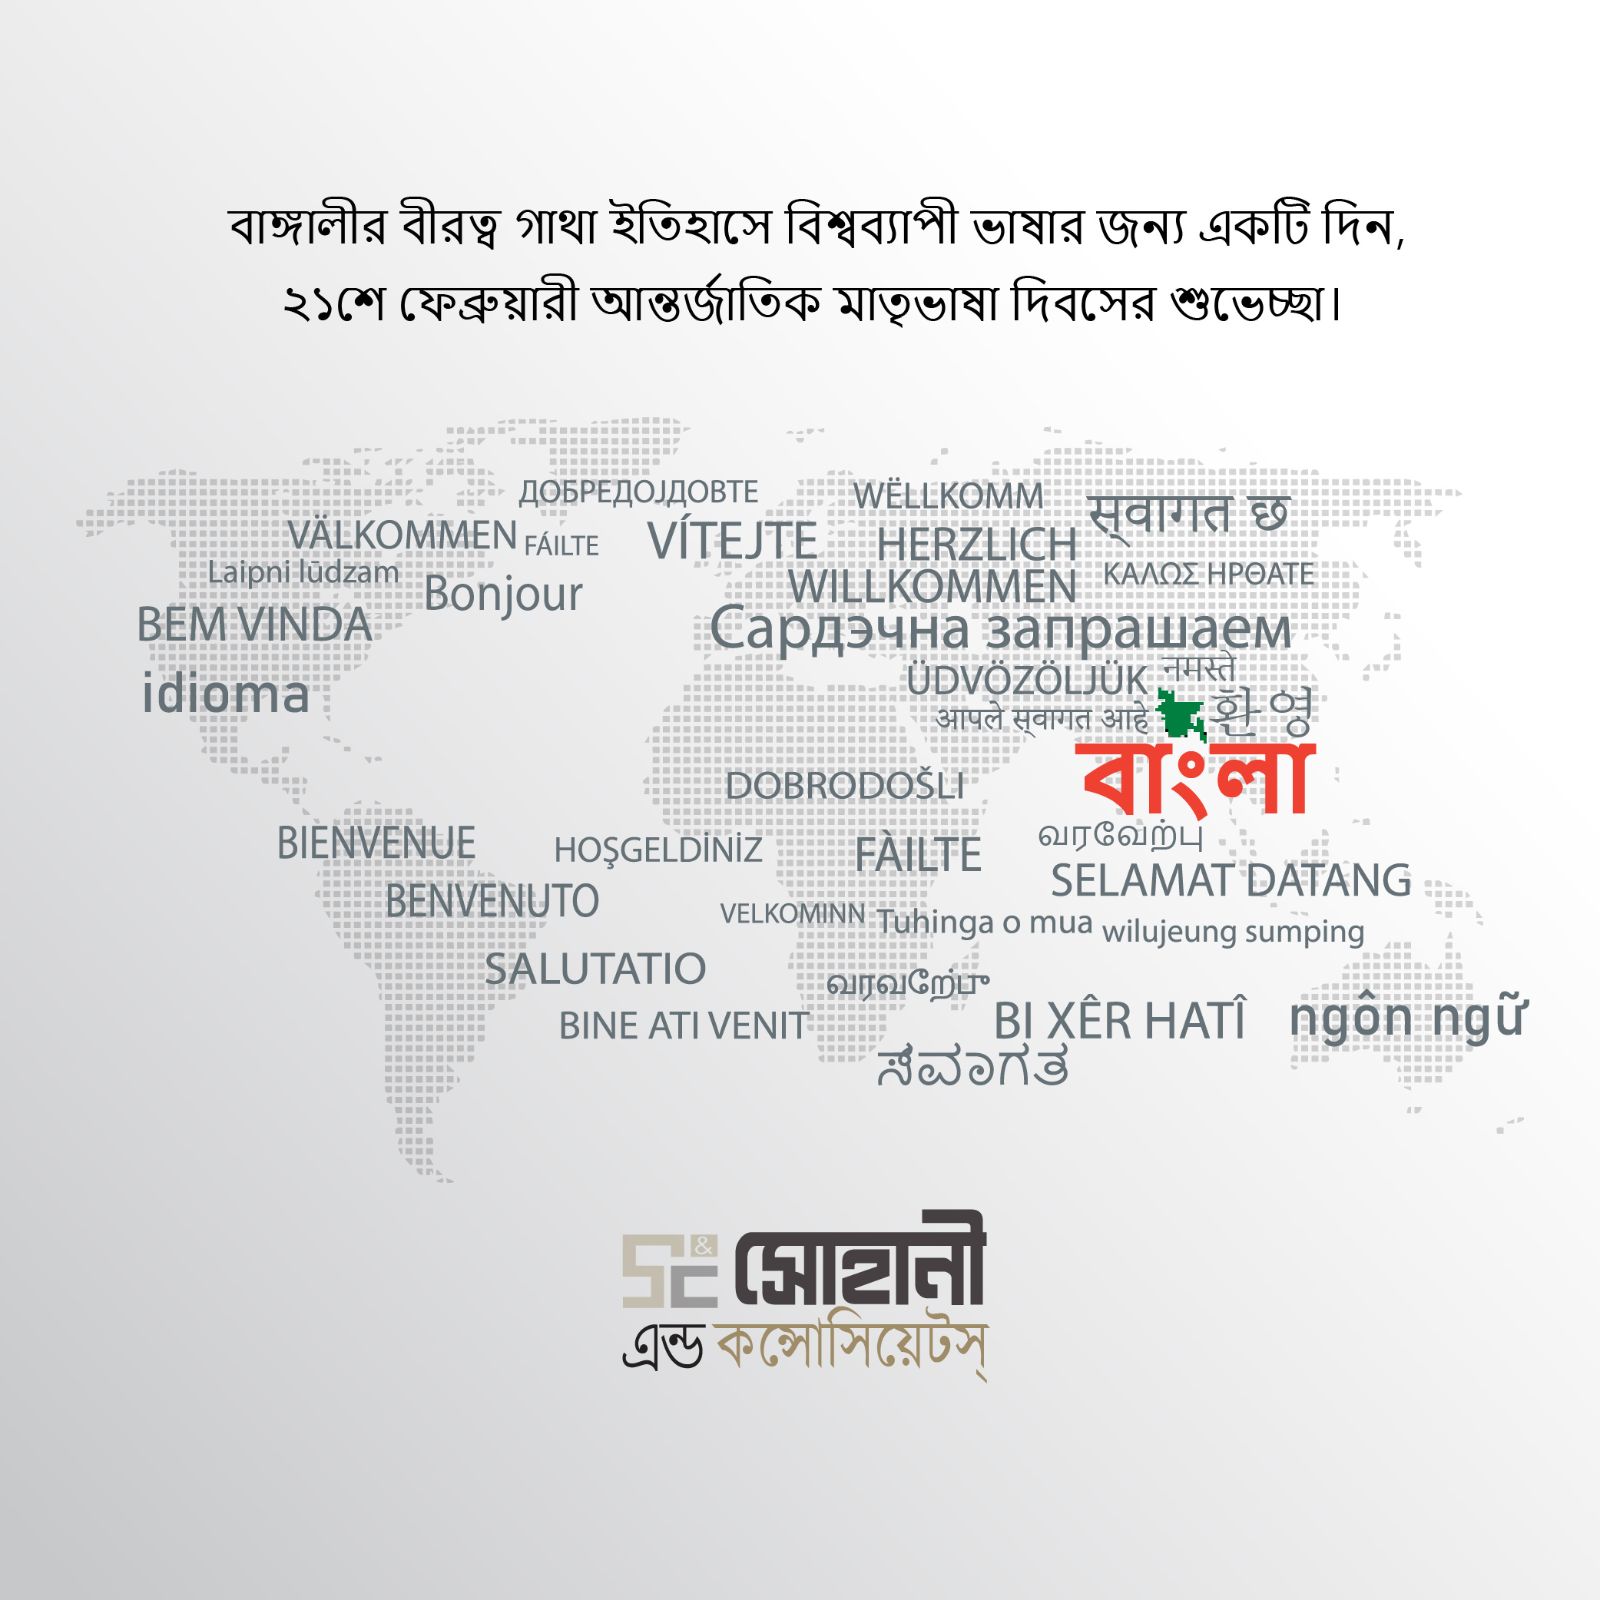 বাঙ্গালীর বীরত্ব গাথা ইতিহাসে বিশ্বব্যাপী ভাষার জন্য একটি দিন,
২১শে ফেব্রুয়ারী আন্তর্জাতিক মাতৃভাষা দিবসের শুভেচ্ছা।
ДОБРЕДОЈДОВТЕ
WËLLKOMM
स्वागत छ
VÄLKOMMEN
FÁILTE
VÍTEJTE
HERZLICH
Laipni lūdzam
Bonjour
WILLKOMMEN
ΚΑΛΩΣ ΗΡΘΑΤΕ
BEM VINDA
Сардэчна запрашаем
idioma
ÜDVÖZÖLJÜK
नमस्ते
आपले स्वागत आहे
환영
বাংলা
DOBRODOŠLI
BIENVENUE
HOŞGELDİNİZ
FÀILTE
வரவேற்பு
BENVENUTO
SELAMAT DATANG
VELKOMINN
Tuhinga o mua
wilujeung sumping
SALUTATIO
BINE ATI VENIT
BI XÊR HATÎ
ngôn ngữ
S&C
সোহানী
এন্ড কন্সোসিয়েটস্